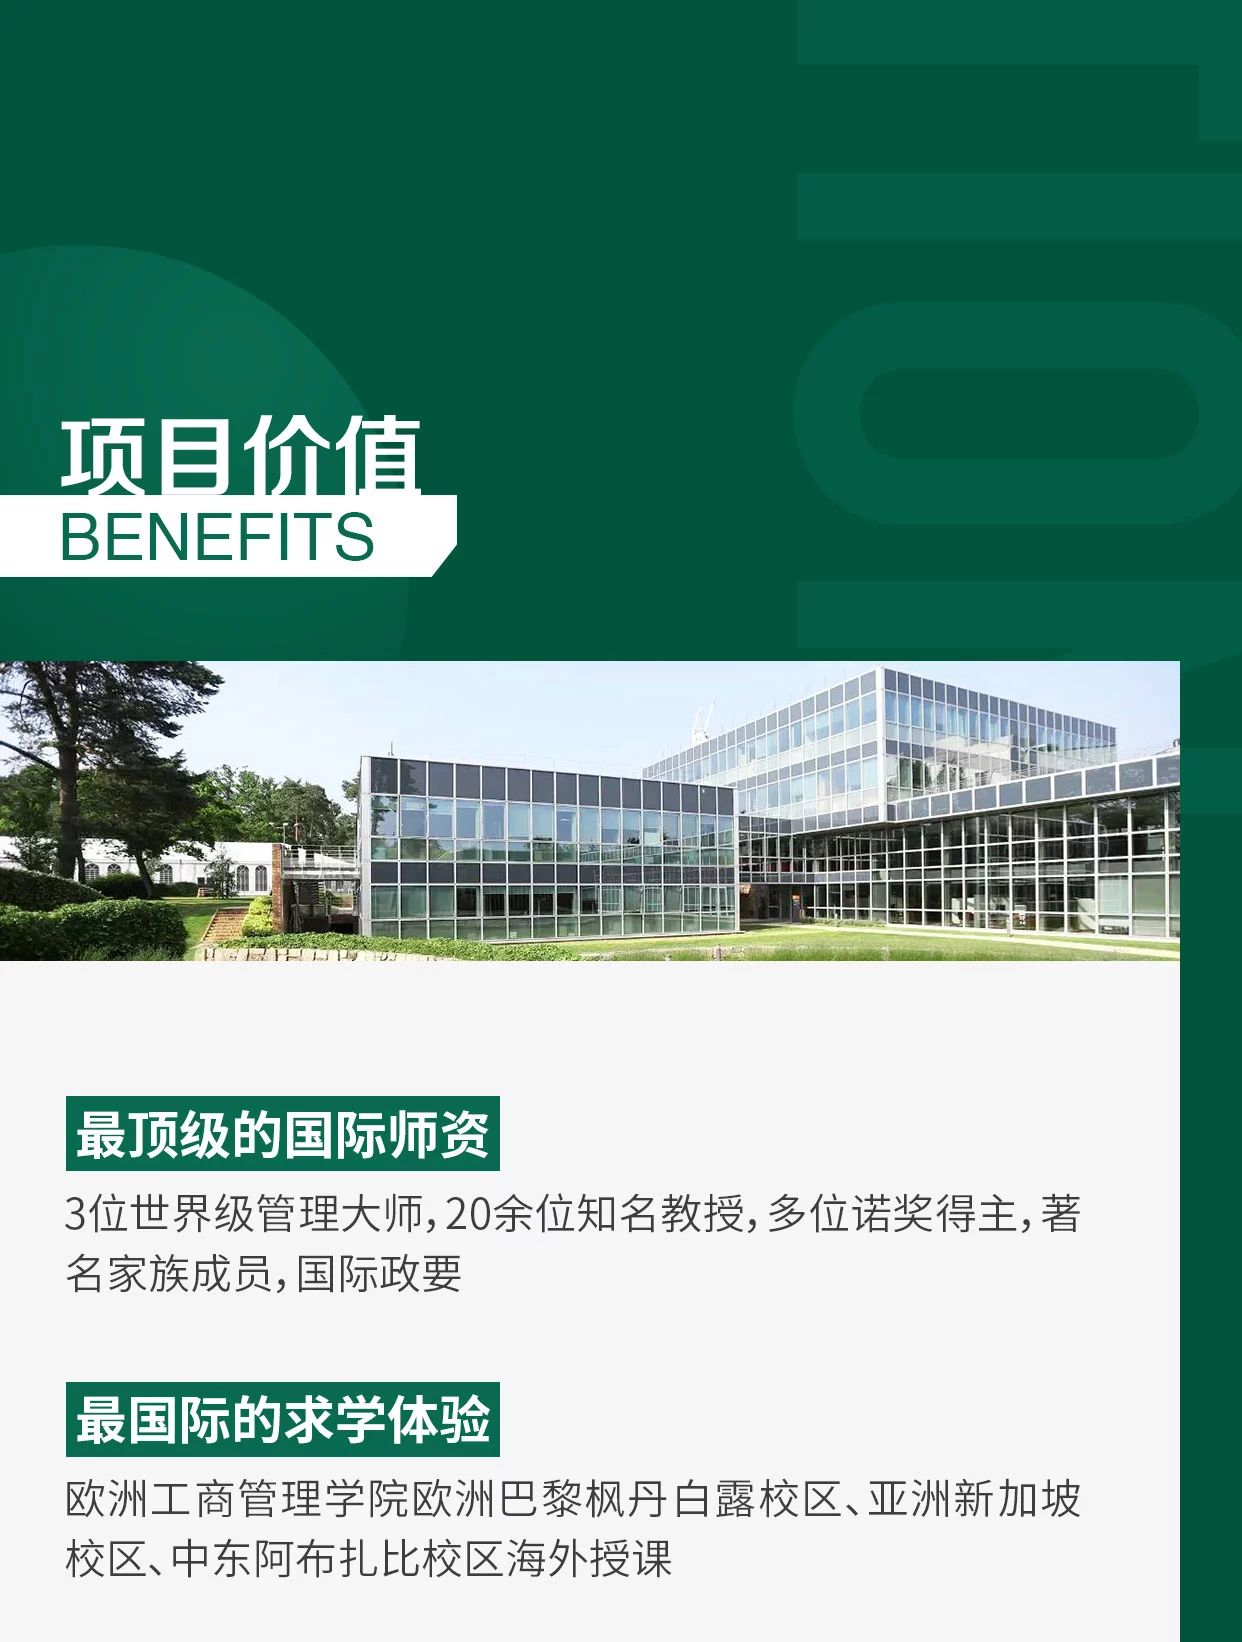 项目价值
BENEFITS
最顶级的国际师资
3位世界级管理大师，20余位知名教授，多位诺奖得主，著
名家族成员，国际政要
最国际的求学体验
欧洲工商管理学院欧洲巴黎枫丹白露校区、亚洲新加坡
校区、中东阿布扎比校区海外授课